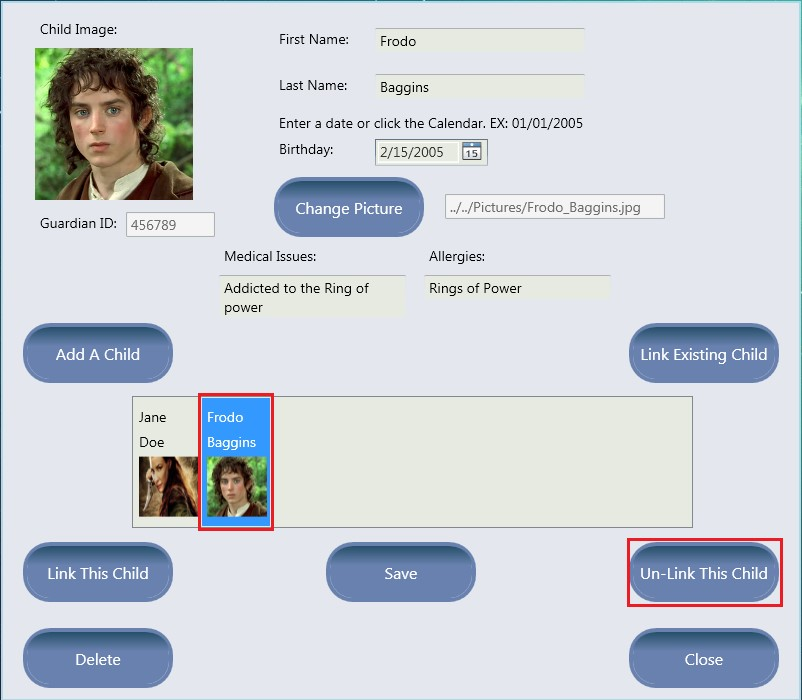 Child Image:
First Name:
Frodo
Last Name:
Baggins
Enter a date or click the Calendar. EX: 01/01/2005
Birthday:
2/15/2005
15
Change Picture
../../Pictures/Frodo_Baggins.jpg
Guardian ID:
456789
Medical Issues:
Allergies:
Addicted to the Ring of
power
Rings of Power
Add A Child
Link Existing Child
Jane
Doe
Frodo
Baggins
Link This Child
Save
Un-Link This Child
Delete
Close